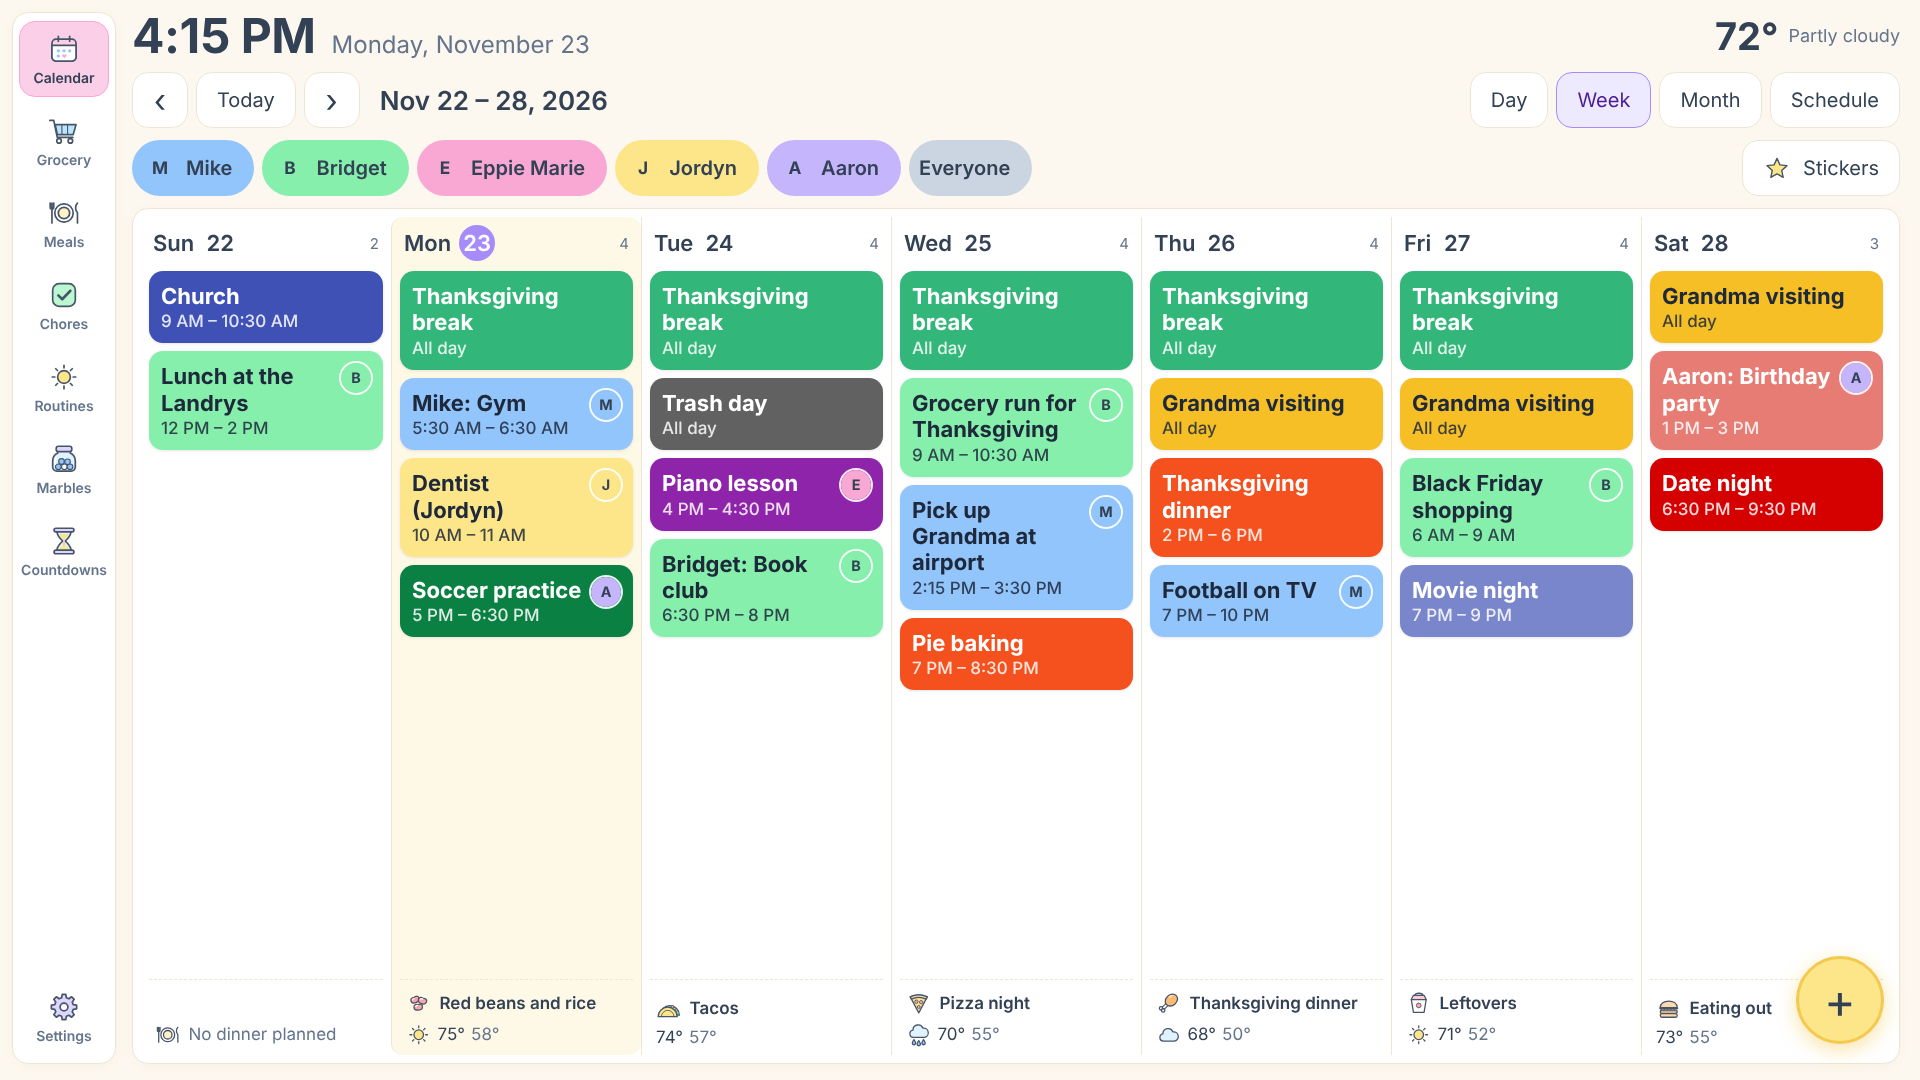 4:15 PM Monday, November 23
72° Partly cloudy
Calendar
Grocery
Meals
Chores
Routines
Marbles
Countdowns
Settings
‹ Today › Nov 22 – 28, 2026
Day Week Month Schedule
M Mike B Bridget E Eppie Marie J Jordyn A Aaron Everyone
Stickers
Sun 22 2
Church
9 AM – 10:30 AM
Lunch at the B
Landrys
12 PM – 2 PM
No dinner planned
Mon 23 4
Thanksgiving
break
All day
Mike: Gym M
5:30 AM – 6:30 AM
Dentist J
(Jordyn)
10 AM – 11 AM
Soccer practice A
5 PM – 6:30 PM
Red beans and rice
75° 58°
Tue 24 4
Thanksgiving
break
All day
Trash day
All day
Piano lesson E
4 PM – 4:30 PM
Bridget: Book B
club
6:30 PM – 8 PM
Tacos
74° 57°
Wed 25 4
Thanksgiving
break
All day
Grocery run for B
Thanksgiving
9 AM – 10:30 AM
Pick up M
Grandma at
airport
2:15 PM – 3:30 PM
Pie baking
7 PM – 8:30 PM
Pizza night
70° 55°
Thu 26 4
Thanksgiving
break
All day
Grandma visiting
All day
Thanksgiving
dinner
2 PM – 6 PM
Football on TV M
7 PM – 10 PM
Thanksgiving dinner
68° 50°
Fri 27 4
Thanksgiving
break
All day
Grandma visiting
All day
Black Friday B
shopping
6 AM – 9 AM
Movie night
7 PM – 9 PM
Leftovers
71° 52°
Sat 28 3
Grandma visiting
All day
Aaron: Birthday A
party
1 PM – 3 PM
Date night
6:30 PM – 9:30 PM
Eating out
73° 55°
+